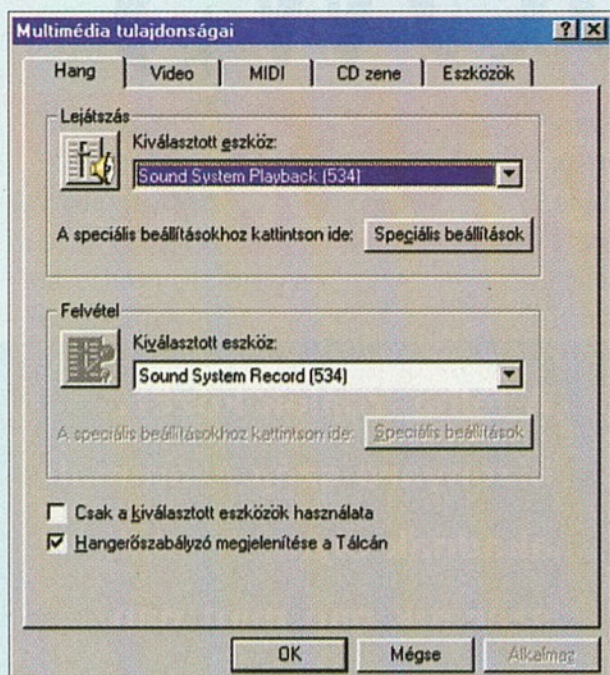 Multimédia tulajdonságai
Hang Video MIDI CD zene Eszközök
Lejátszás
Kiválasztott eszköz:
Sound System Playback (534)
A speciális beállításokhoz kattintson ide: Speciális beállítások
Felvétel
Kiválasztott eszköz:
Sound System Record (534)
A speciális beállításokhoz kattintson ide: Speciális beállítások
Csak a kiválasztott eszközök használata
Hangerőszabályzó megjelenítése a Tálcán
OK Mégse Alkalmaz